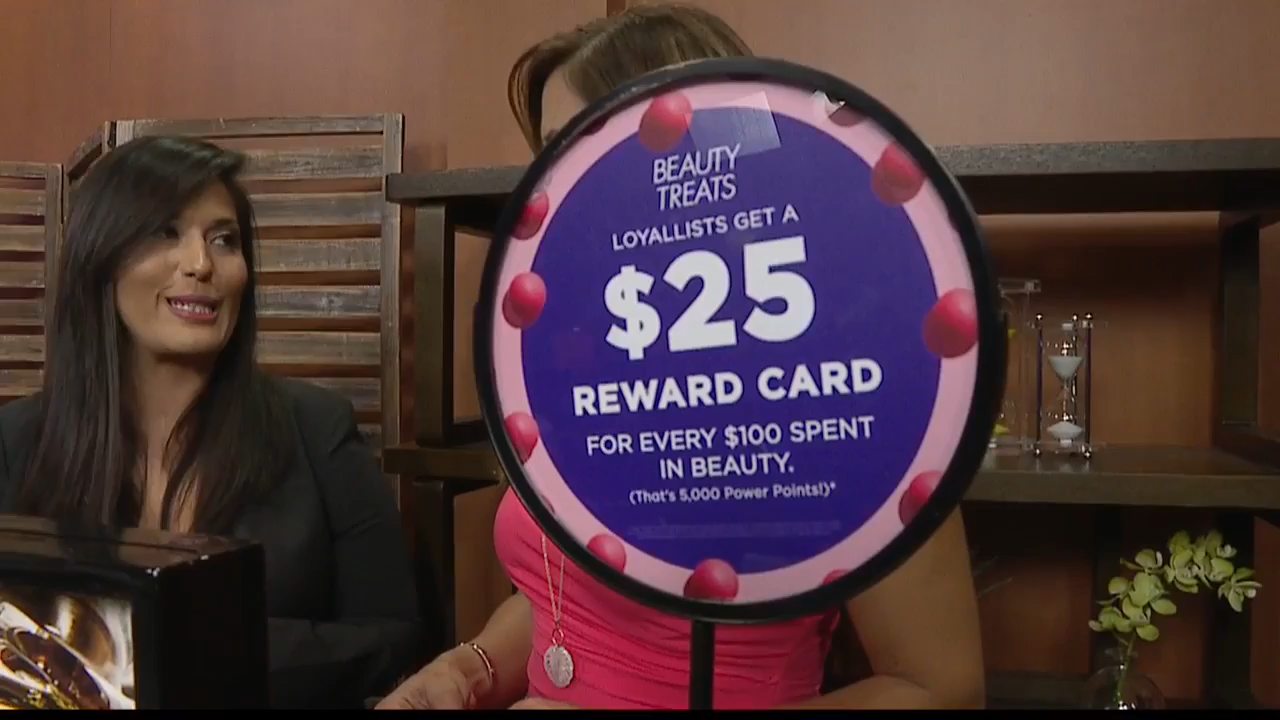 BEAUTY
TREATS
LOYALLISTS GET A
$25
REWARD CARD
FOR EVERY $100 SPENT
IN BEAUTY.
(That's 5,000 Power Points!)*